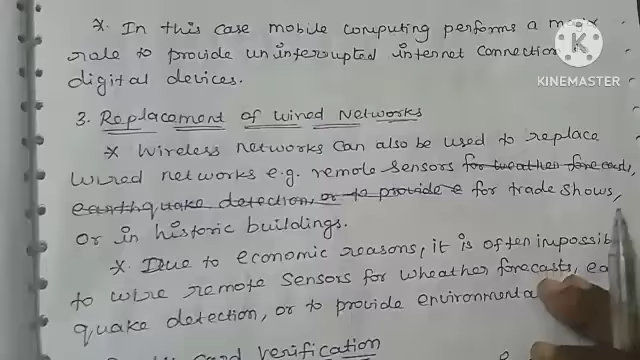 * In this case mobile computing performs a major
role to provide uninterrupted internet connection
digital devices.
3. Replacement of Wired Networks
* Wireless networks can also be used to replace
wired networks e.g. remote sensors for weather forecasts,
earthquake detection, or to provide e for trade shows,
or in historic buildings.
* Due to economic reasons, it is often impossib
to wire remote sensors for wheather forecasts, ea
quake detection, or to provide environmenta
card verification
K
KINEMASTER